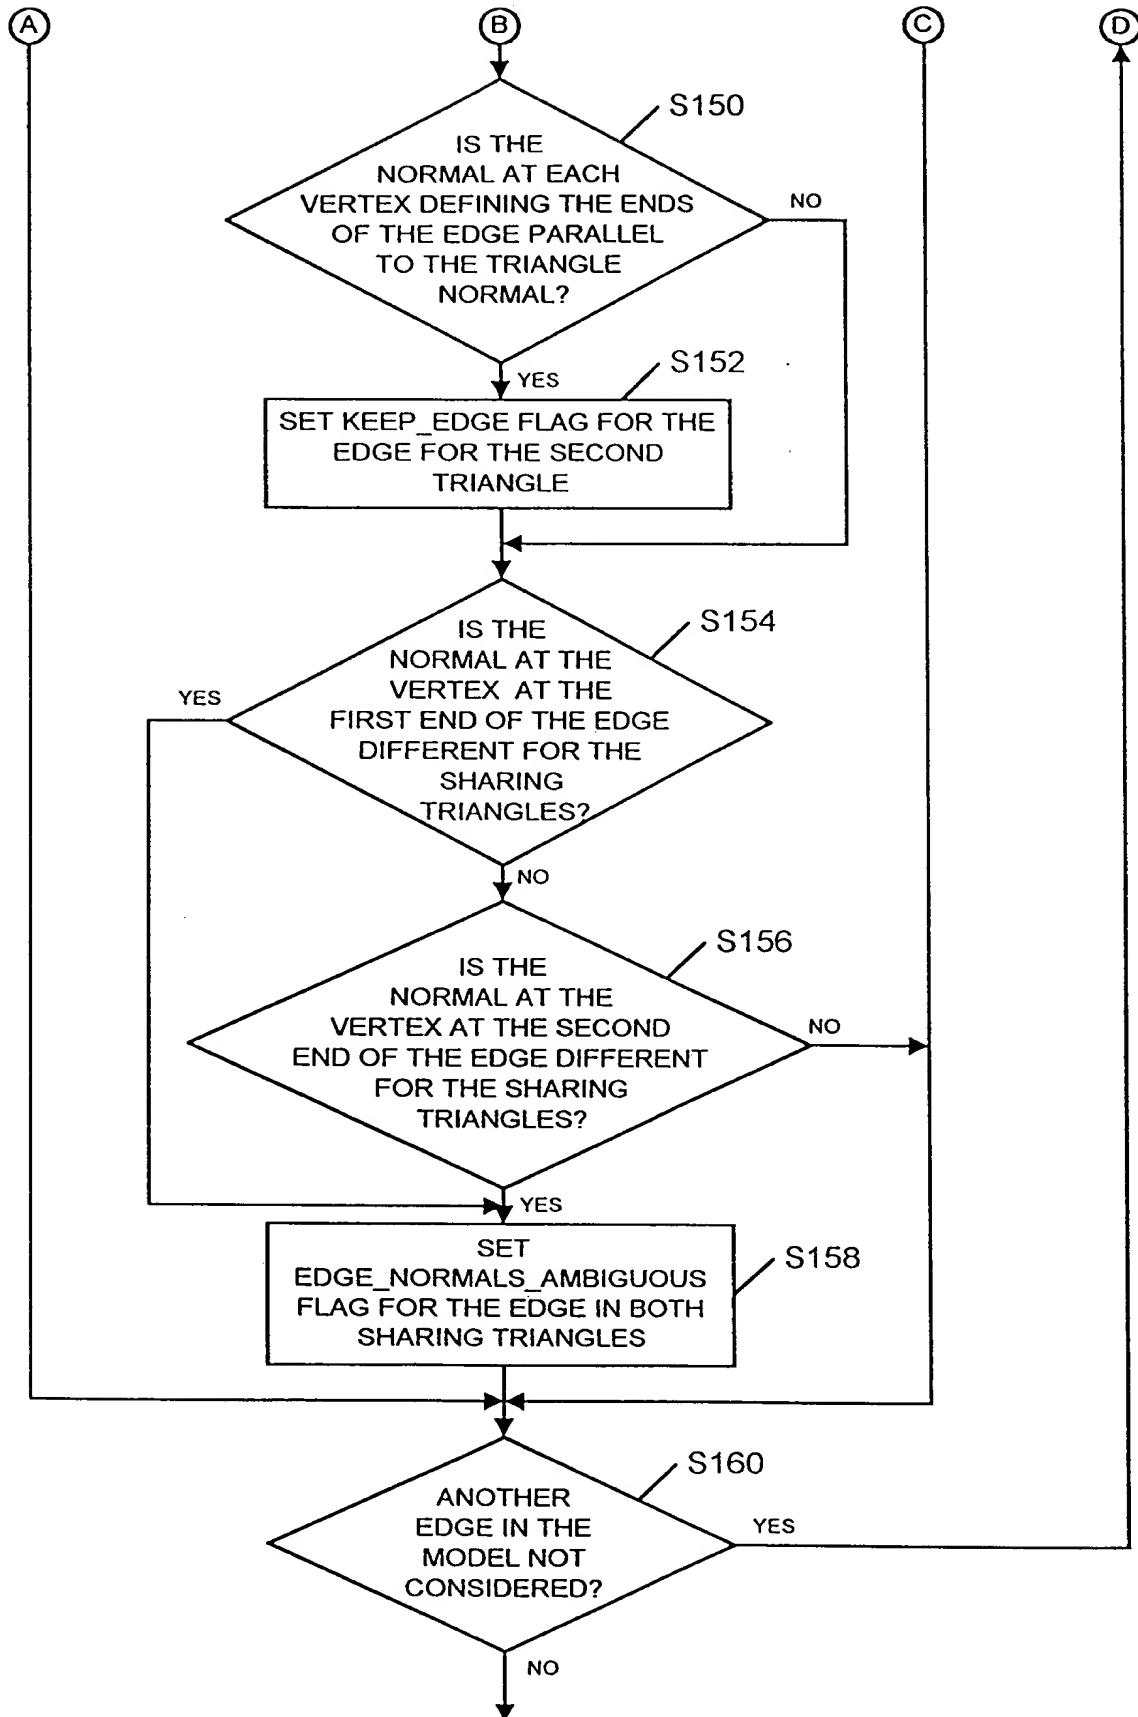 A
B
C
D
S150
IS THE
NORMAL AT EACH
VERTEX DEFINING THE ENDS
OF THE EDGE PARALLEL
TO THE TRIANGLE
NORMAL?
NO
YES
S152
SET KEEP_EDGE FLAG FOR THE
EDGE FOR THE SECOND
TRIANGLE
S154
IS THE
NORMAL AT THE
VERTEX AT THE
FIRST END OF THE EDGE
DIFFERENT FOR THE
SHARING
TRIANGLES?
YES
NO
S156
IS THE
NORMAL AT THE
VERTEX AT THE SECOND
END OF THE EDGE DIFFERENT
FOR THE SHARING
TRIANGLES?
NO
YES
S158
SET
EDGE_NORMALS_AMBIGUOUS
FLAG FOR THE EDGE IN BOTH
SHARING TRIANGLES
S160
ANOTHER
EDGE IN THE
MODEL NOT
CONSIDERED?
YES
NO